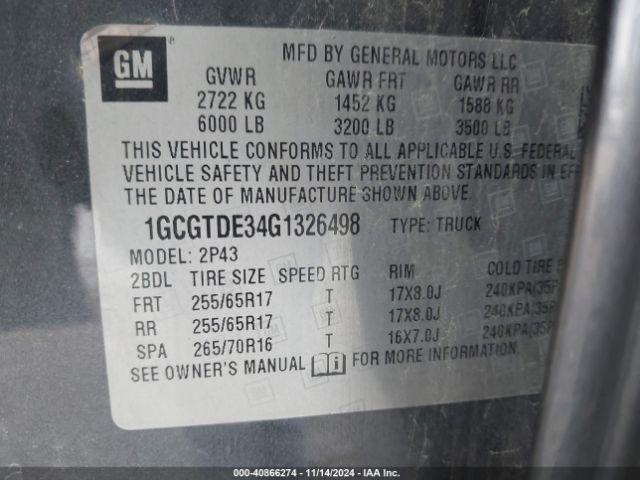 GM
MFD BY GENERAL MOTORS LLC
GVWR GAWR FRT GAWR RR
2722 KG 1452 KG 1588 KG
6000 LB 3200 LB 3500 LB
THIS VEHICLE CONFORMS TO ALL APPLICABLE U.S. FEDERAL
VEHICLE SAFETY AND THEFT PREVENTION STANDARDS IN EFF
THE DATE OF MANUFACTURE SHOWN ABOVE.
1GCGTDE34G1326498 TYPE: TRUCK
MODEL: 2P43
2BDL TIRE SIZE SPEED RTG RIM COLD TIRE
FRT 255/65R17 T 17X8.0J 240KPA(35P
RR 255/65R17 T 17X8.0J 240KPA(35P
SPA 265/70R16 T 16X7.0J 240KPA(35P
SEE OWNER'S MANUAL FOR MORE INFORMATION.
000-40866274 - 11/14/2024 - IAA Inc.